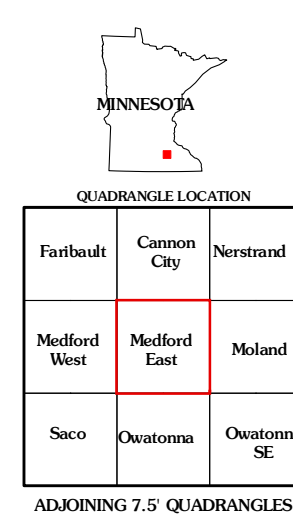 MINNESOTA
QUADRANGLE LOCATION
Faribault
Cannon
City
Nerstrand
Medford
West
Medford
East
Moland
Saco
Owatonna
Owatonn
SE
ADJOINING 7.5' QUADRANGLES